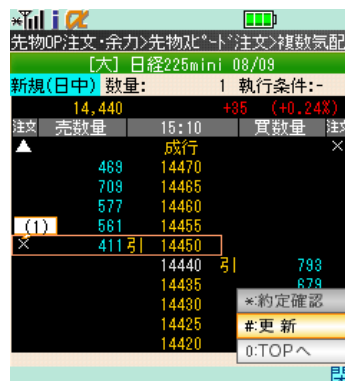 先物OP注文・余力>先物スピードﾞ注文>複数気配
[大] 日経225mini 08/09
新規(日中) 数量: 1 執行条件:-
14,440 +35 (+0.24%)
注文 売数量 15:10 買数量 注文
▲ 成行 ×
469 14470
709 14465
577 14460
(1) 561 14455
× 411 引 14450
14440 引 793
14435 679
14430
*:約定確認
14425
#:更 新
14420
0:TOPへ